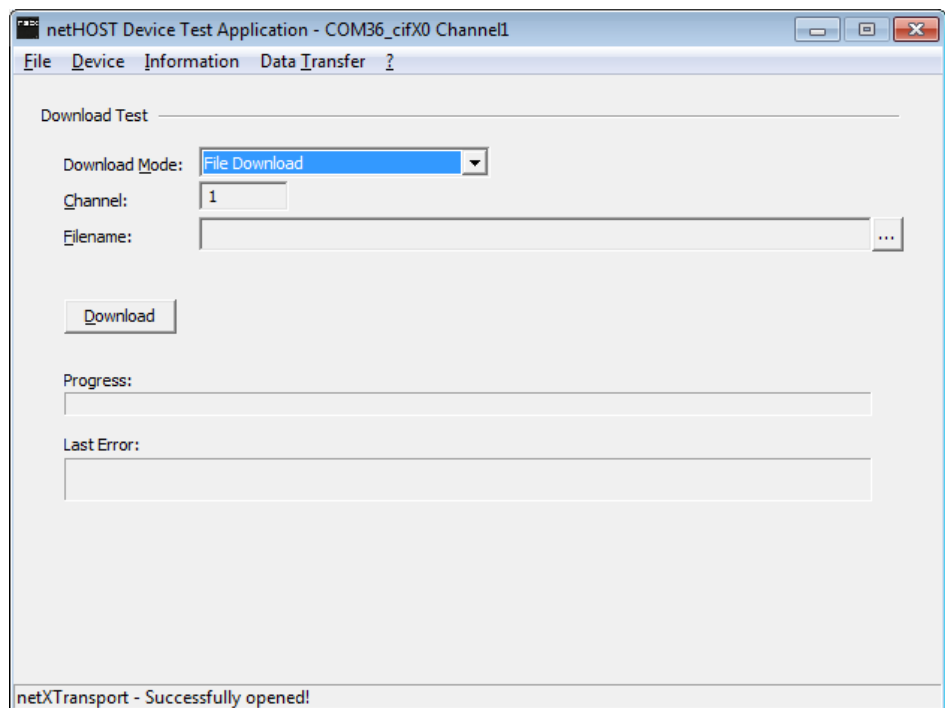 netHOST Device Test Application - COM36_cifX0 Channel1
File Device Information Data Transfer ?
Download Test
Download Mode: File Download
Channel: 1
Filename: ...
Download
Progress:
Last Error:
netXTransport - Successfully opened!